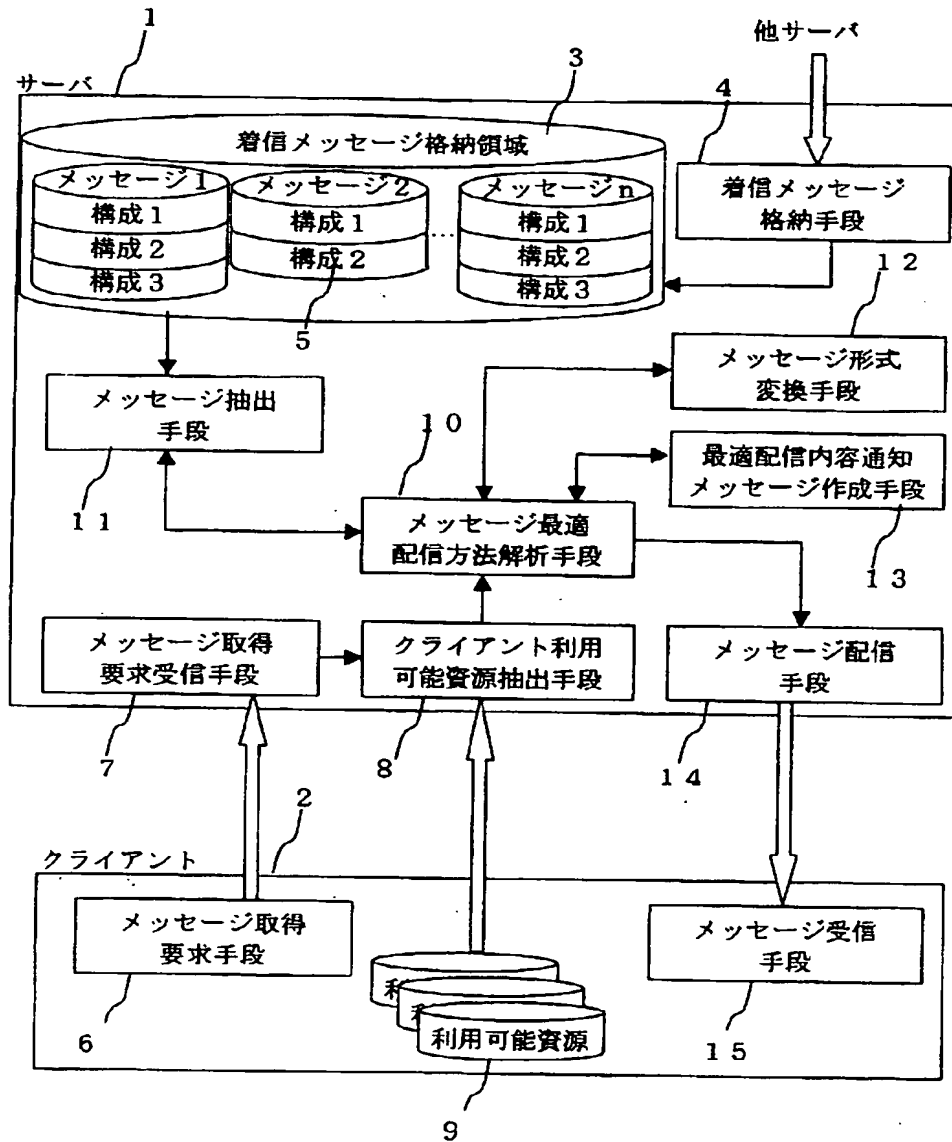 1
他サーバ
サーバ
3
4
着信メッセージ格納領域
メッセージ1
構成1
構成2
構成3
メッセージ2
構成1
構成2
……
メッセージn
構成1
構成2
構成3
5
着信メッセージ
格納手段
12
メッセージ形式
変換手段
メッセージ抽出
手段
11
10
最適配信内容通知
メッセージ作成手段
13
メッセージ最適
配信方法解析手段
メッセージ取得
要求受信手段
7
クライアント利用
可能資源抽出手段
8
メッセージ配信
手段
14
2
クライアント
メッセージ取得
要求手段
6
利
利
利用可能資源
9
メッセージ受信
手段
15